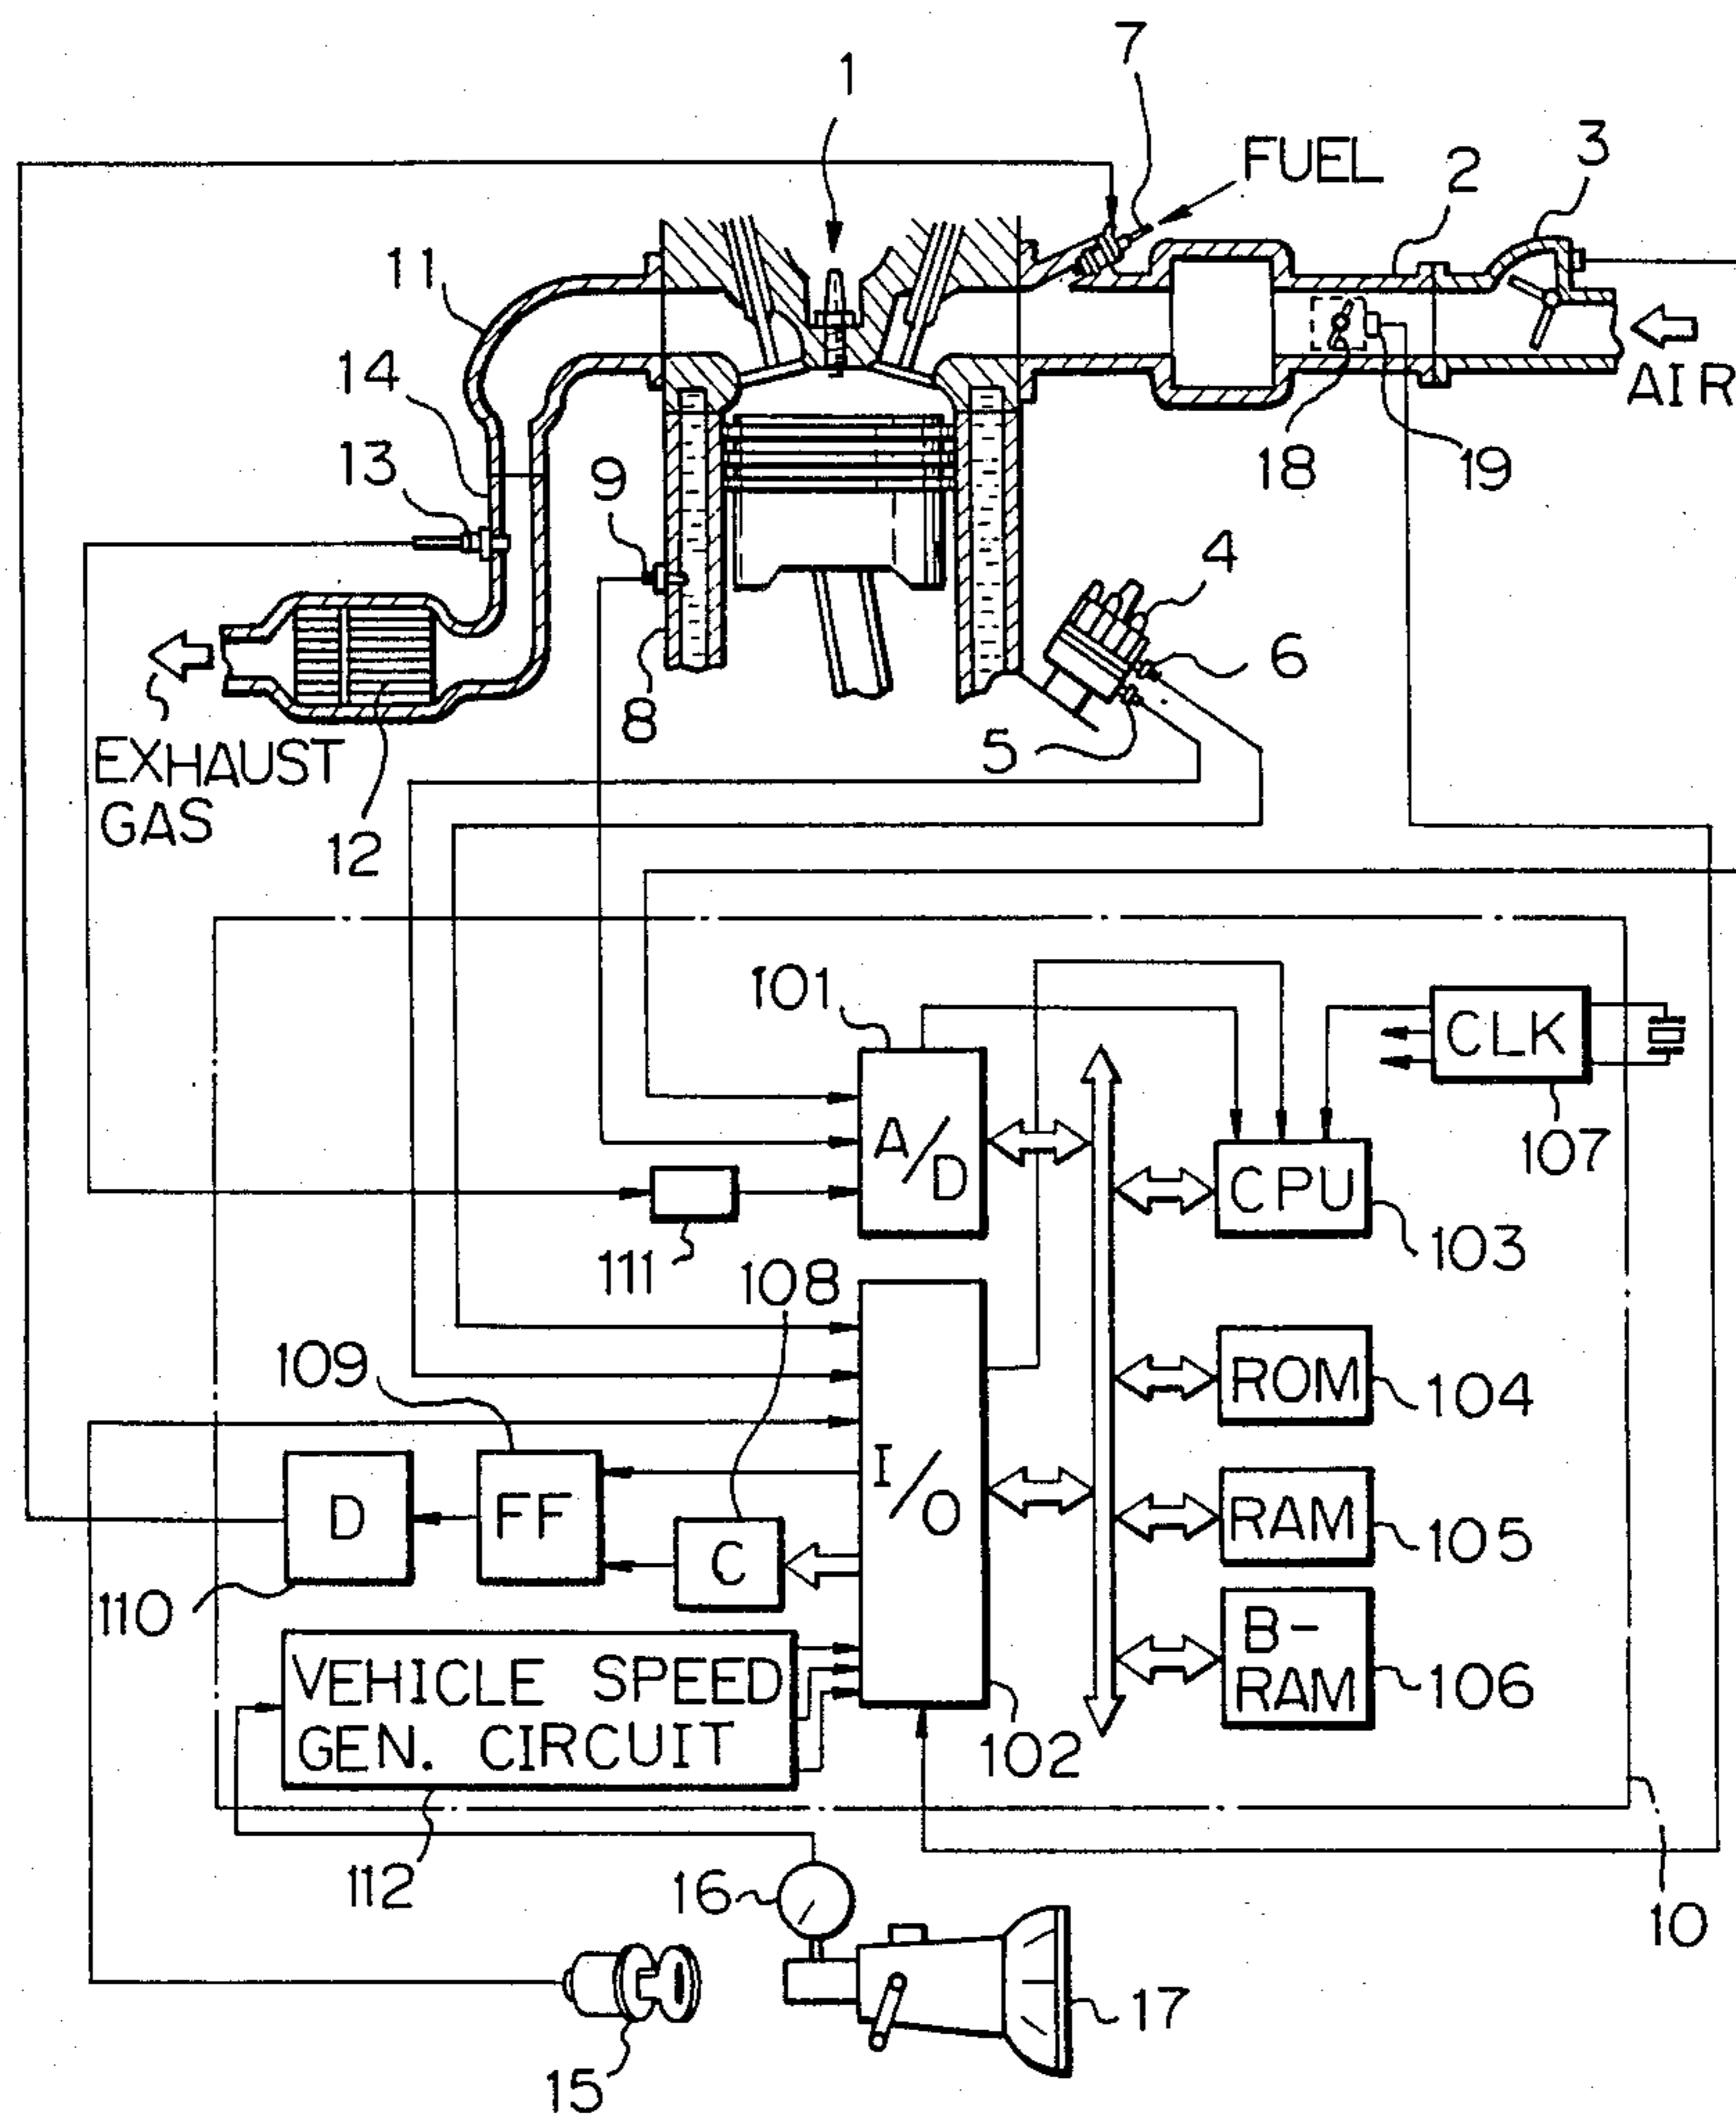 7
1
FUEL
2
3
11
14
13
9
AIR
18
19
4
6
8
5
EXHAUST
GAS
12
101
CLK
A/D
107
CPU
103
111
108
109
ROM
104
I/O
D
FF
RAM
105
C
110
B-
RAM
106
VEHICLE SPEED
GEN. CIRCUIT
102
112
16
10
17
15